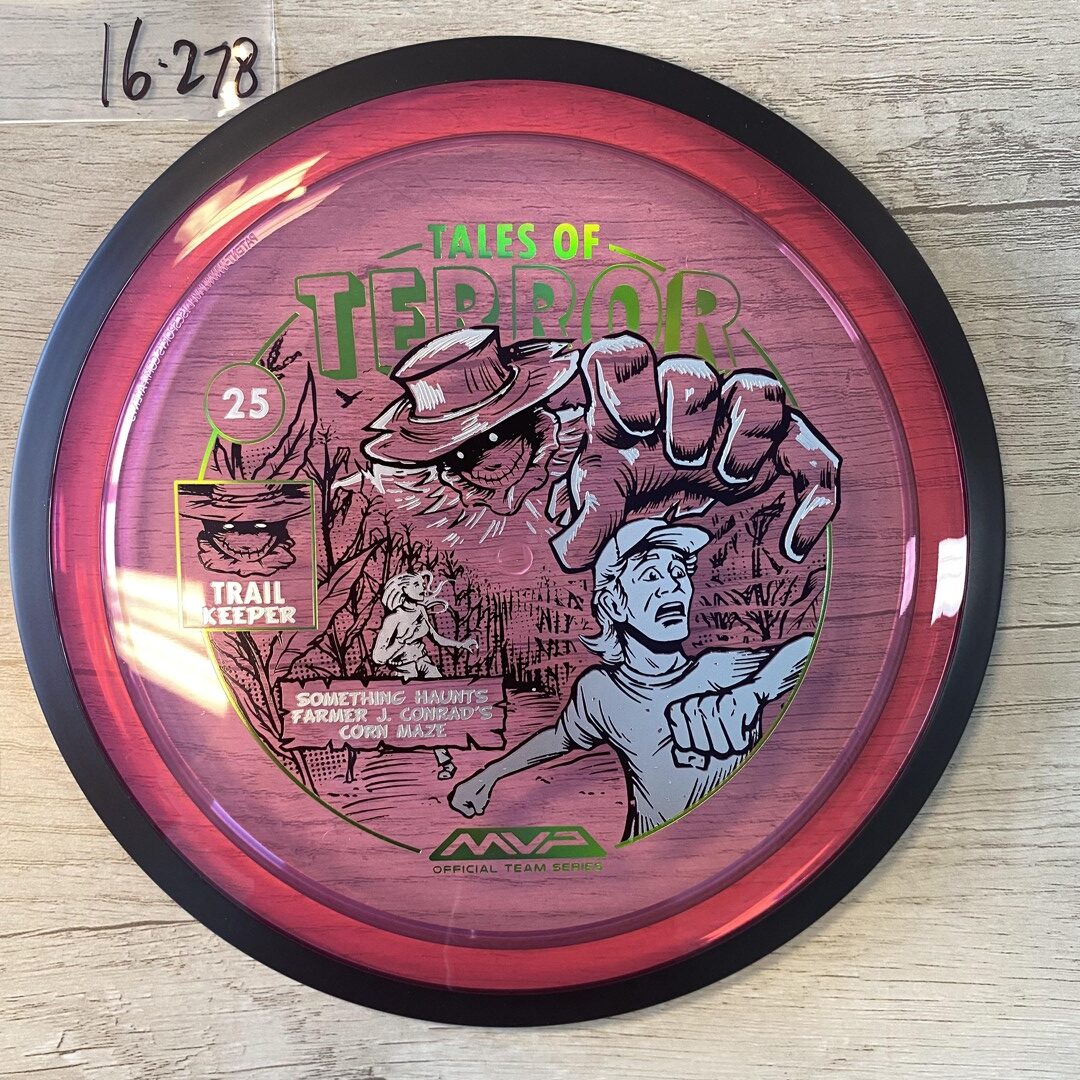 16-278
TALES OF
TERROR
25
TRAIL
KEEPER
SOMETHING HAUNTS
FARMER J. CONRAD'S
CORN MAZE
MVP
OFFICIAL TEAM SERIES